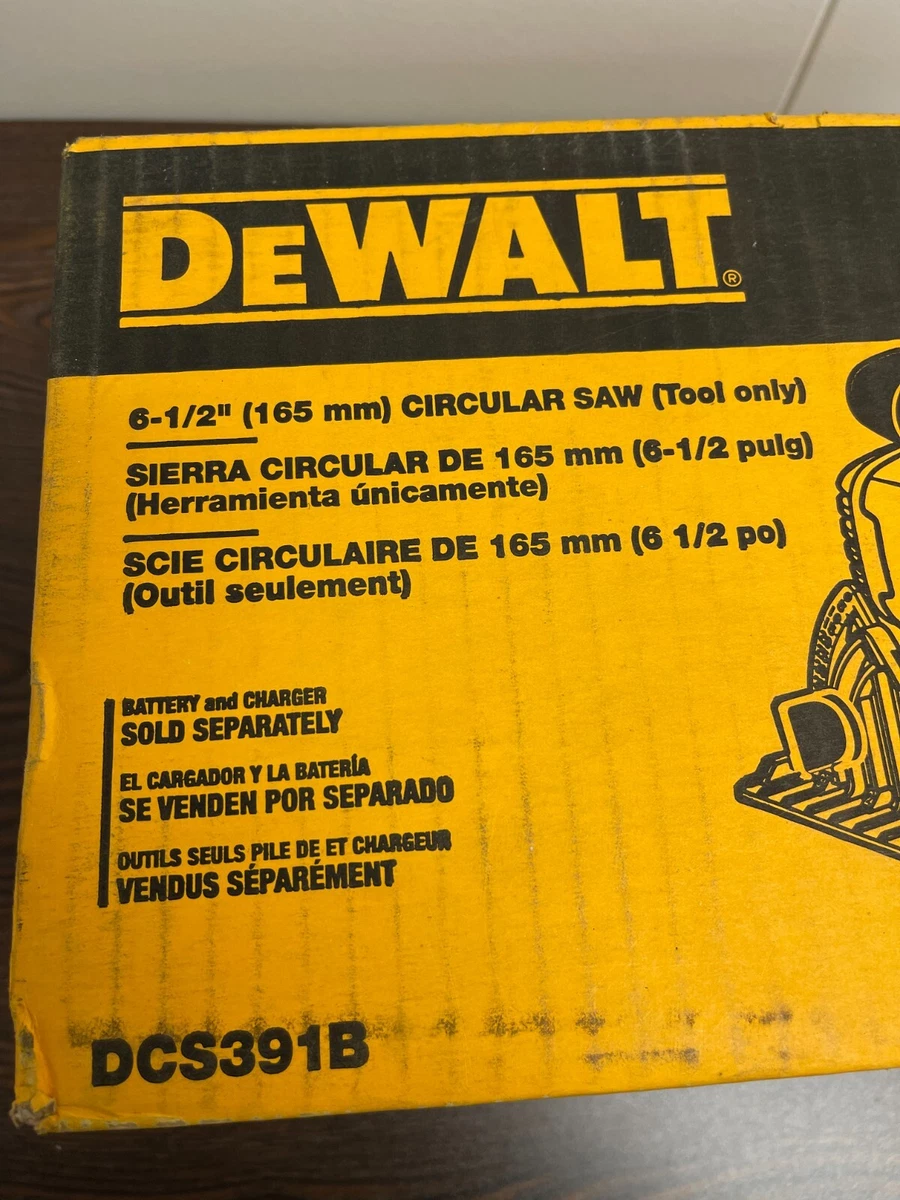 DEWALT®
6-1/2" (165 mm) CIRCULAR SAW (Tool only)
SIERRA CIRCULAR DE 165 mm (6-1/2 pulg)
(Herramienta únicamente)
SCIE CIRCULAIRE DE 165 mm (6 1/2 po)
(Outil seulement)
BATTERY and CHARGER
SOLD SEPARATELY
EL CARGADOR Y LA BATERÍA
SE VENDEN POR SEPARADO
OUTILS SEULS PILE DE ET CHARGEUR
VENDUS SÉPARÉMENT
DCS391B